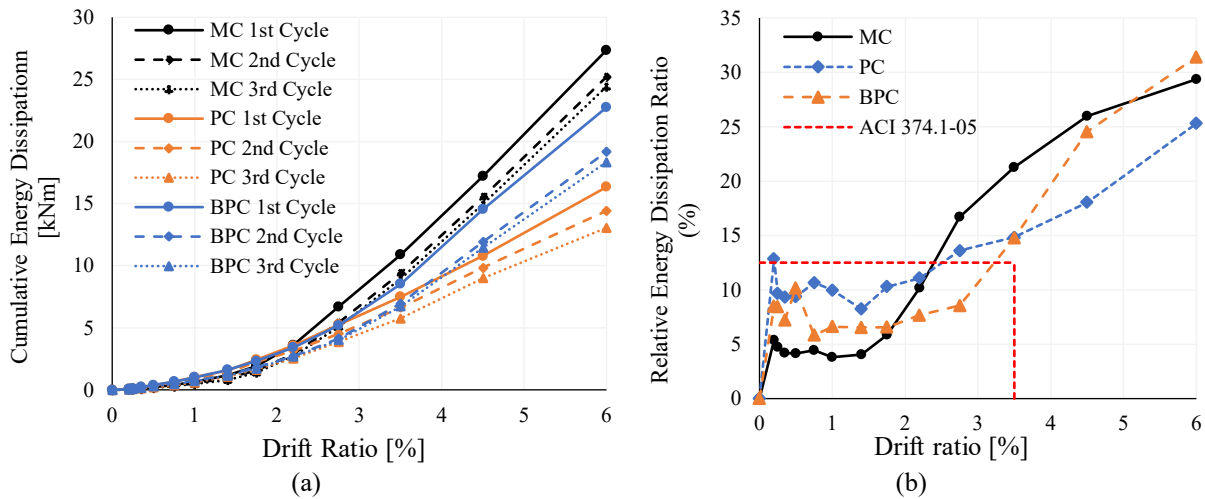 Cumulative Energy Dissipationn
[kNm]
30
25
20
15
10
5
0
MC 1st Cycle
MC 2nd Cycle
MC 3rd Cycle
PC 1st Cycle
PC 2nd Cycle
PC 3rd Cycle
BPC 1st Cycle
BPC 2nd Cycle
BPC 3rd Cycle
0 1 2 3 4 5 6
Drift Ratio [%]
(a)
Relative Energy Dissipation Ratio
(%)
35
30
25
20
15
10
5
0
MC
PC
BPC
ACI 374.1-05
0 1 2 3 4 5 6
Drift ratio [%]
(b)